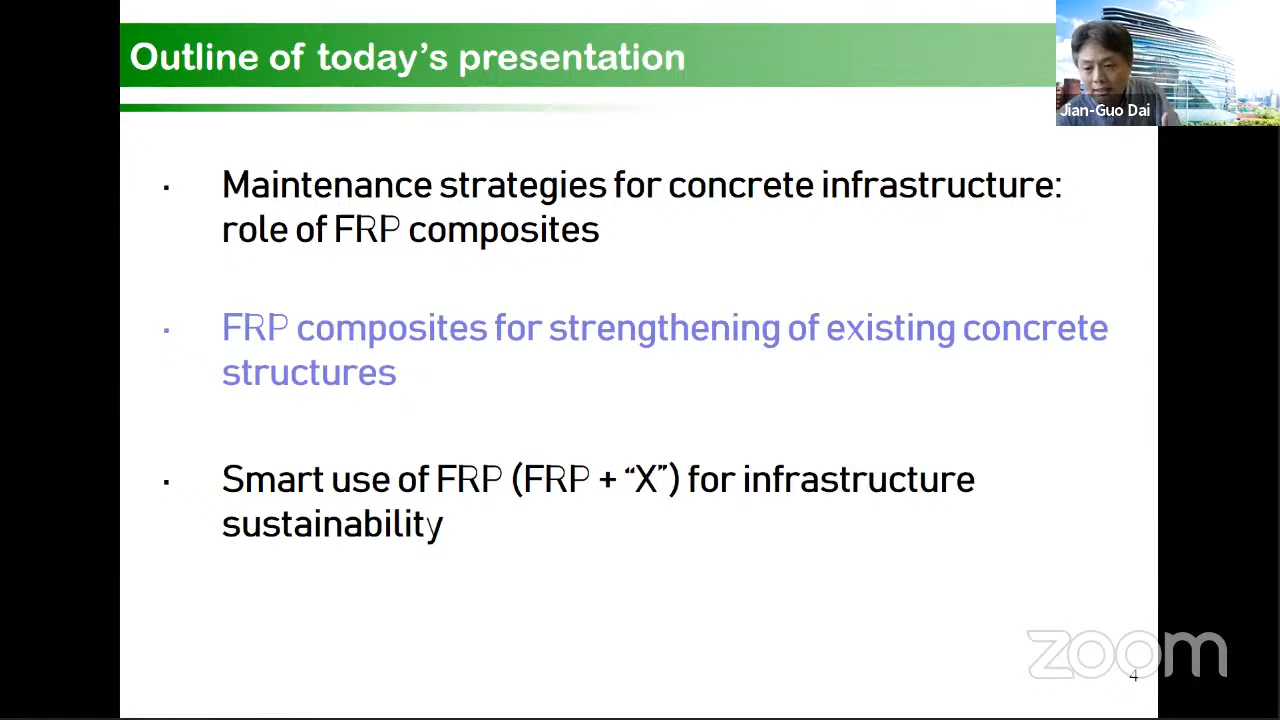 Outline of today’s presentation
Jian-Guo Dai
· Maintenance strategies for concrete infrastructure:
role of FRP composites
· FRP composites for strengthening of existing concrete
structures
· Smart use of FRP (FRP + “X”) for infrastructure
sustainability
zoom
4